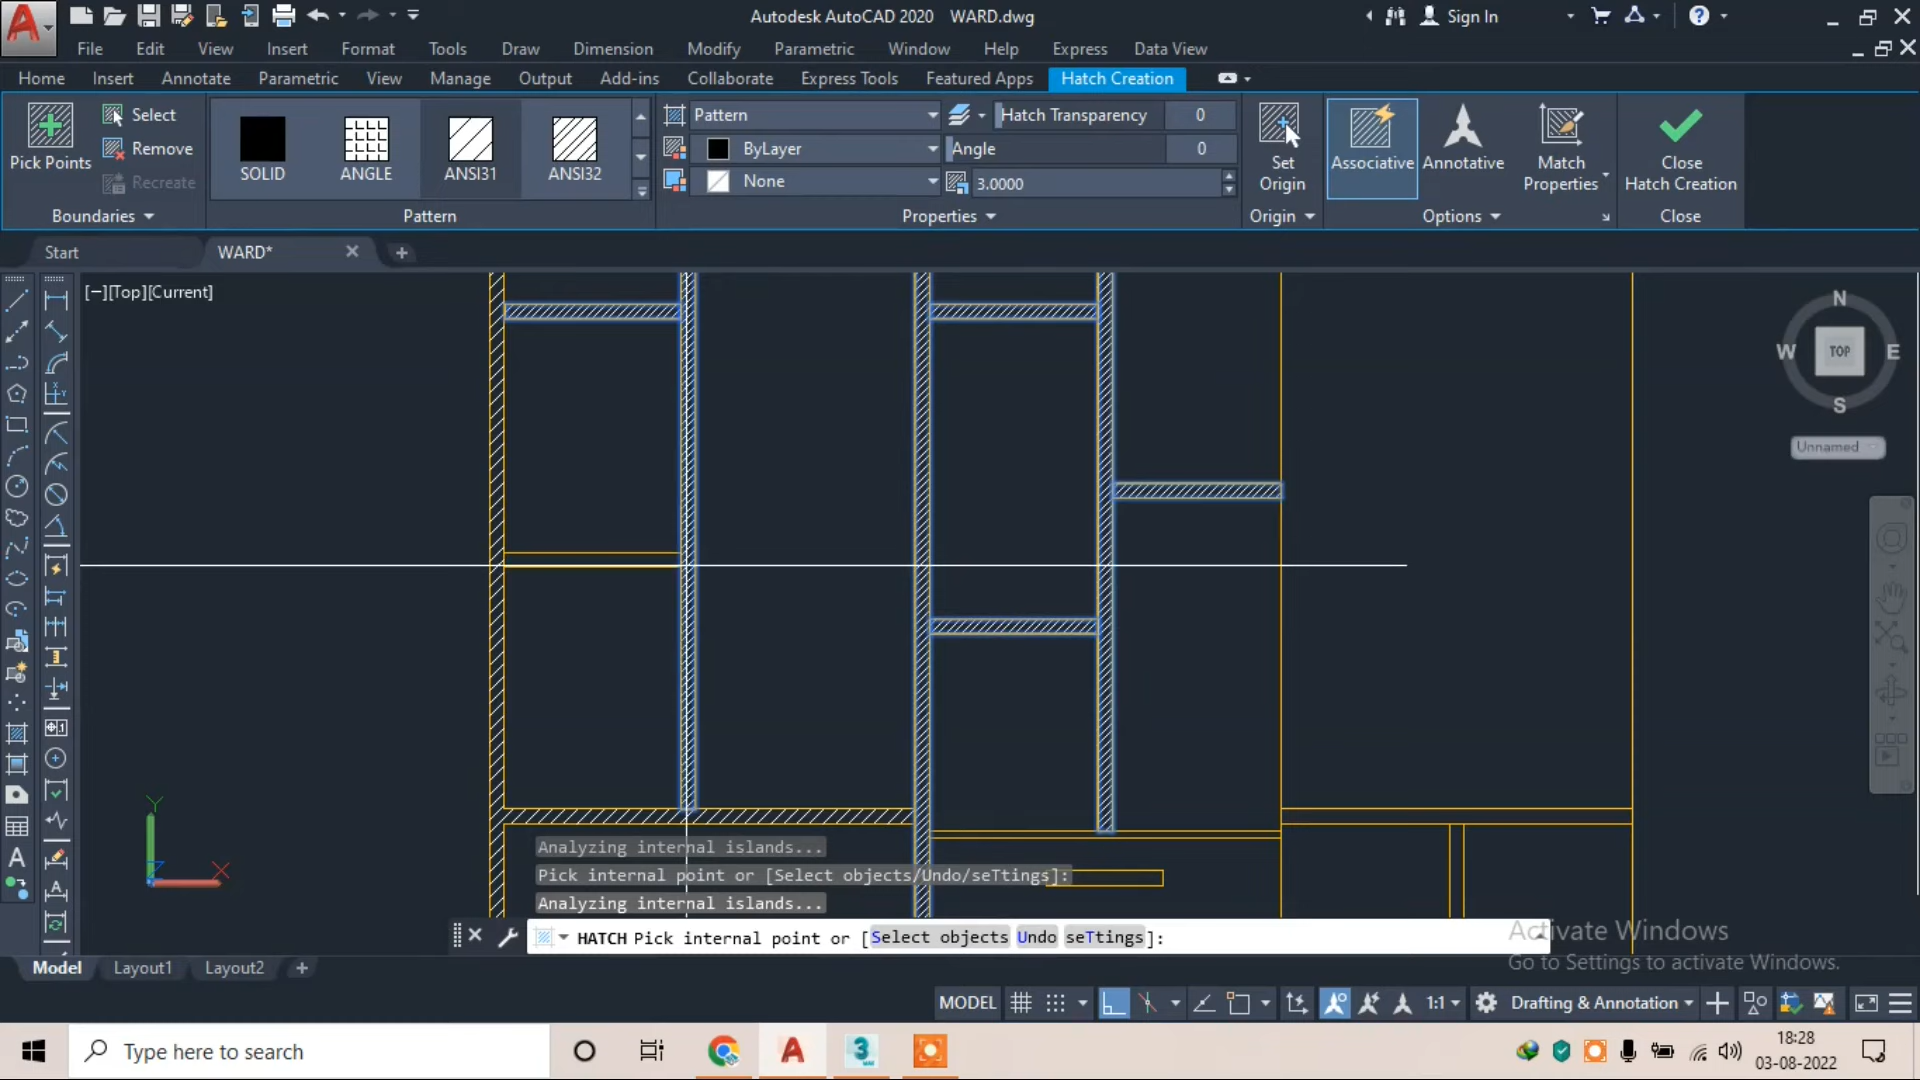 Autodesk AutoCAD 2020 WARD.dwg Sign In
File Edit View Insert Format Tools Draw Dimension Modify Parametric Window Help Express Data View
Home Insert Annotate Parametric View Manage Output Add-ins Collaborate Express Tools Featured Apps Hatch Creation
Pick Points Select Remove Recreate
SOLID ANGLE ANSI31 ANSI32
Pattern Hatch Transparency 0
ByLayer Angle 0
None 3.0000
Set Origin Associative Annotative Match Properties Close Hatch Creation
Boundaries Pattern Properties Origin Options Close
Start WARD*
[−][Top][Current]
N
W TOP E
S
Unnamed
Y
X
Z
Analyzing internal islands...
Pick internal point or [Select objects/Undo/seTtings]:
Analyzing internal islands...
HATCH Pick internal point or [Select objects Undo seTtings]:
Activate Windows
Go to Settings to activate Windows.
Model Layout1 Layout2
MODEL 1:1 Drafting & Annotation
Type here to search
18:28
03-08-2022